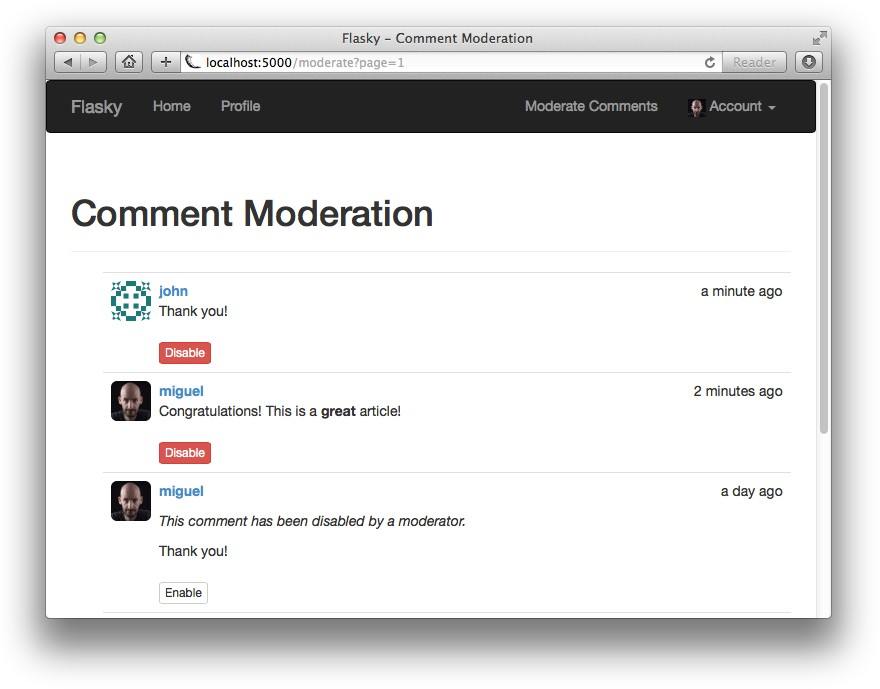 Flasky – Comment Moderation
localhost:5000/moderate?page=1
Reader
Flasky Home Profile Moderate Comments Account
Comment Moderation
john a minute ago
Thank you!
Disable
miguel 2 minutes ago
Congratulations! This is a great article!
Disable
miguel a day ago
This comment has been disabled by a moderator.
Thank you!
Enable